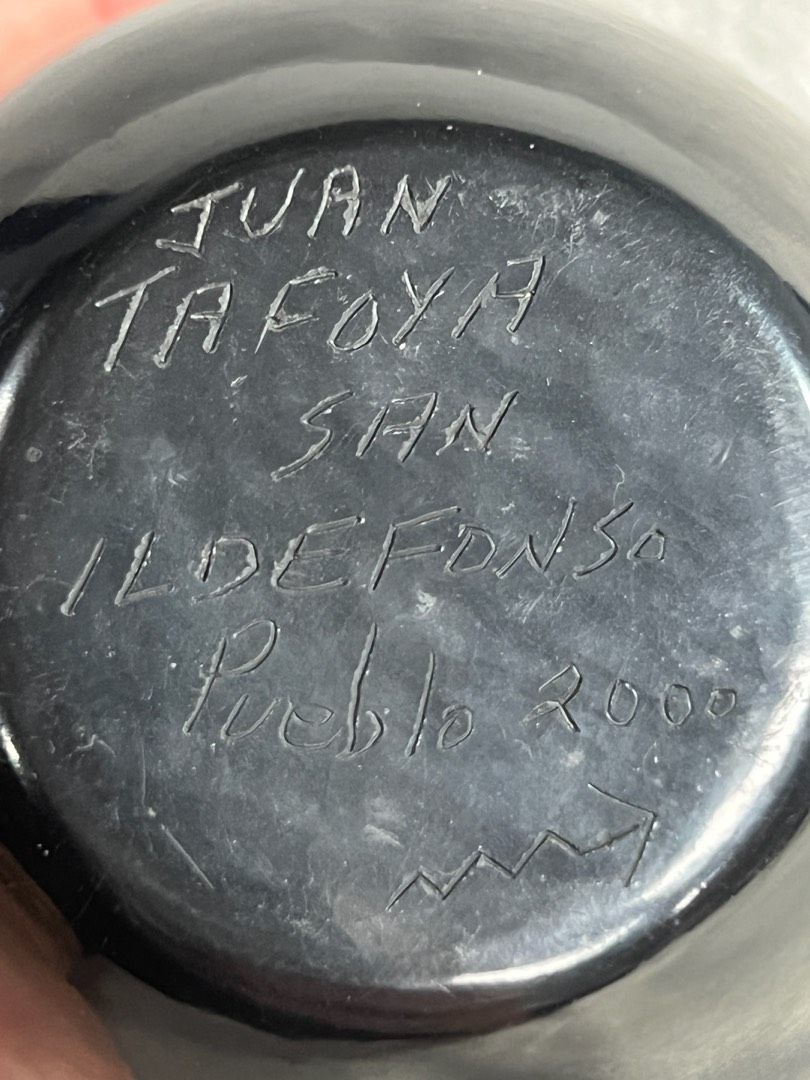 JUAN
TAFOYA
SAN
ILDEFONSO
Pueblo 2000